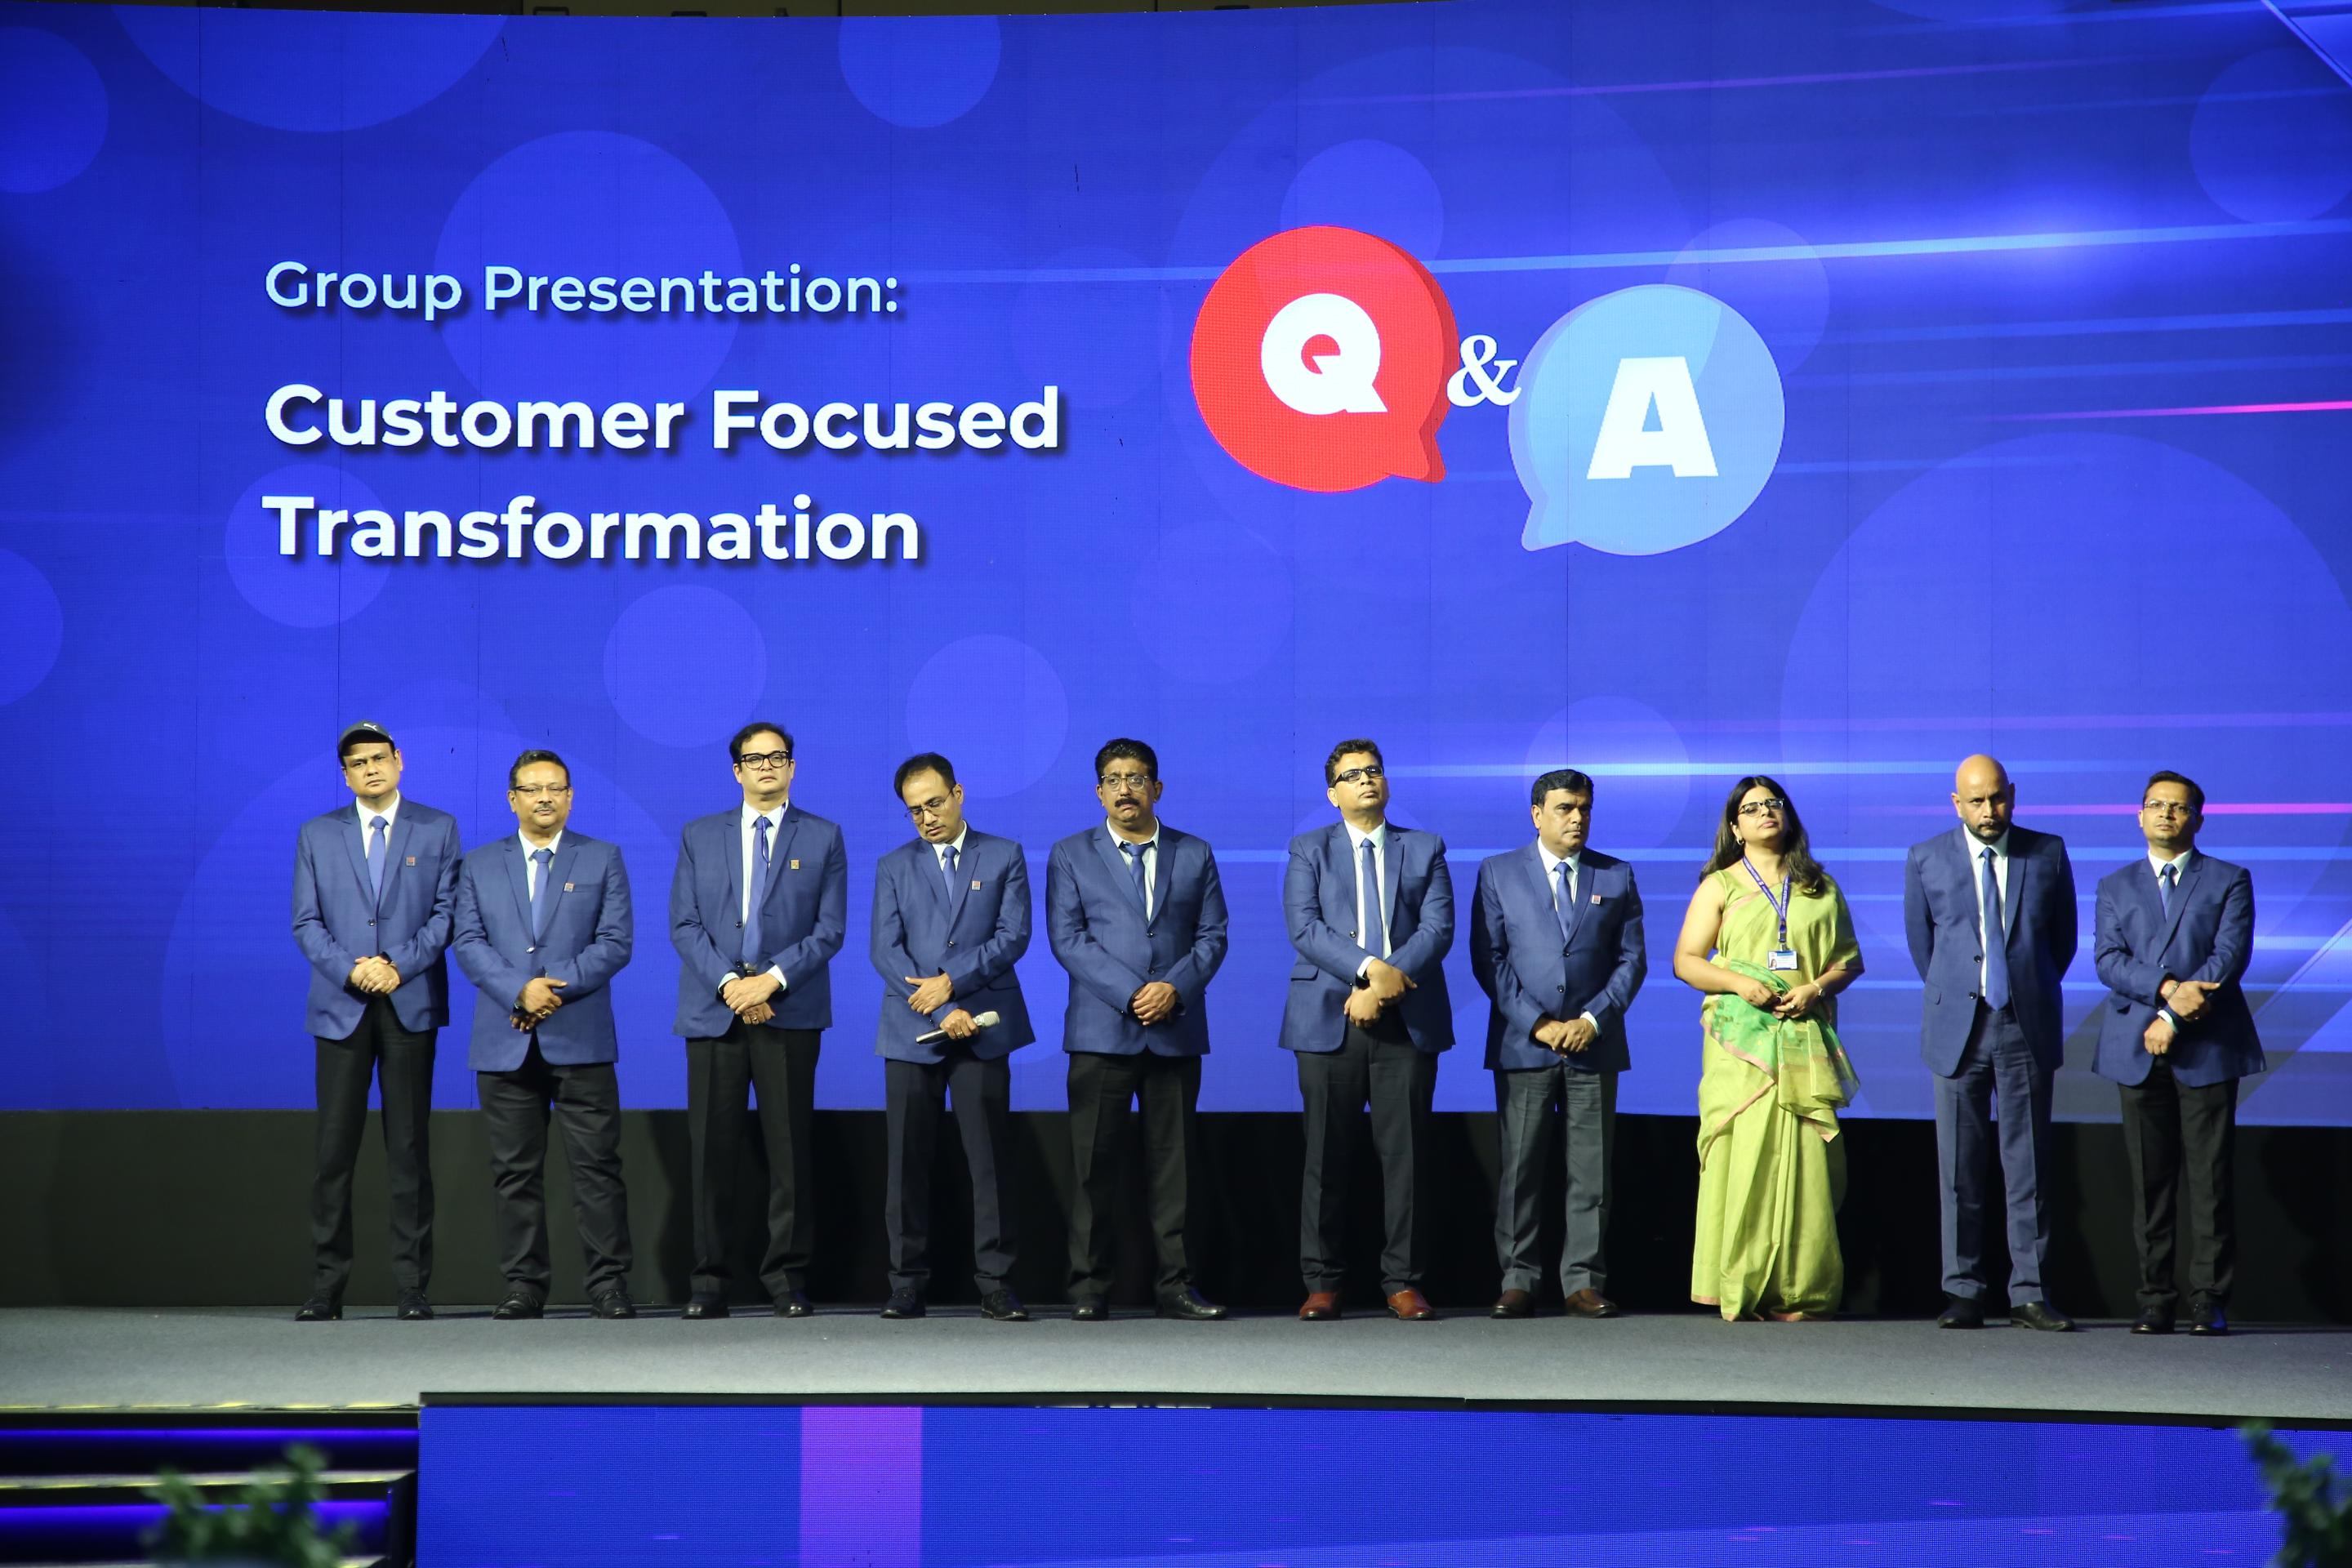 Group Presentation:
Customer Focused
Transformation
Q & A